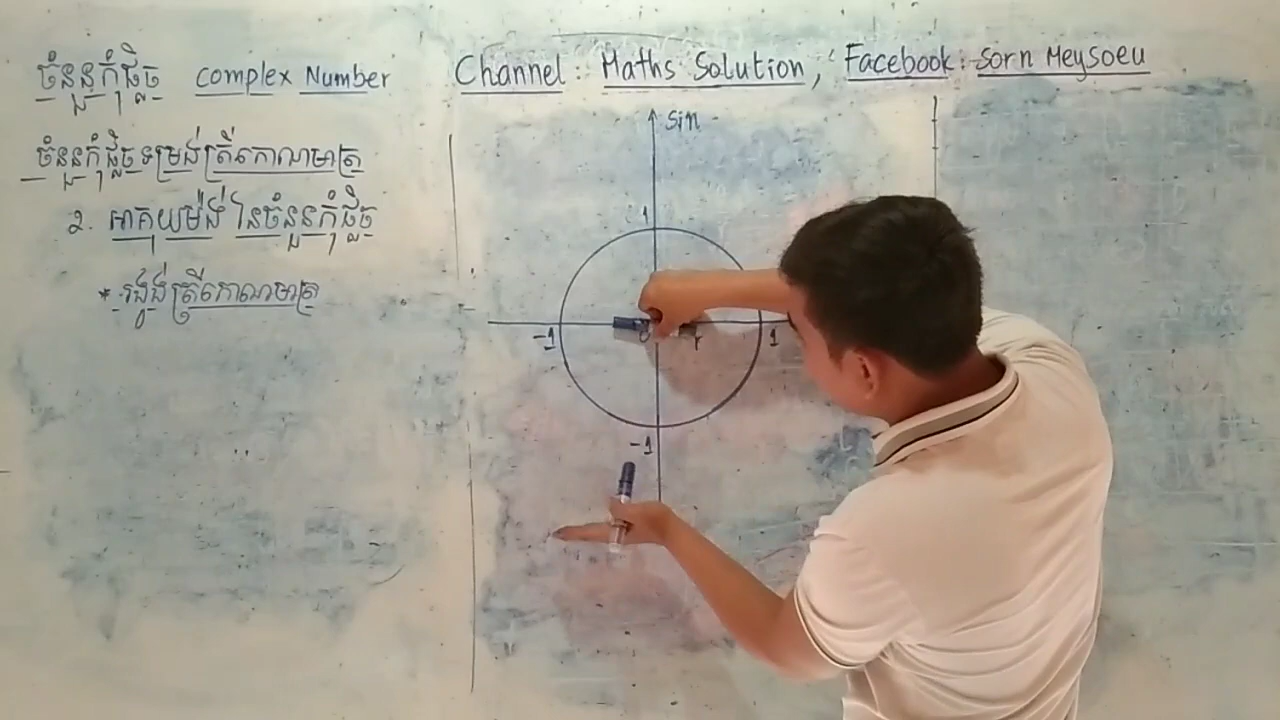 ចំនួនកុំផ្លិច complex Number
Channel : Maths Solution, Facebook : Sorn Meysoeu
ចំនួនកុំផ្លិចទម្រង់ត្រីកោណមាត្រ
២. អាគុយម៉ង់ នៃចំនួនកុំផ្លិច
* រង្វង់ត្រីកោណមាត្រ
sin
1
-1
0
r
1
-1